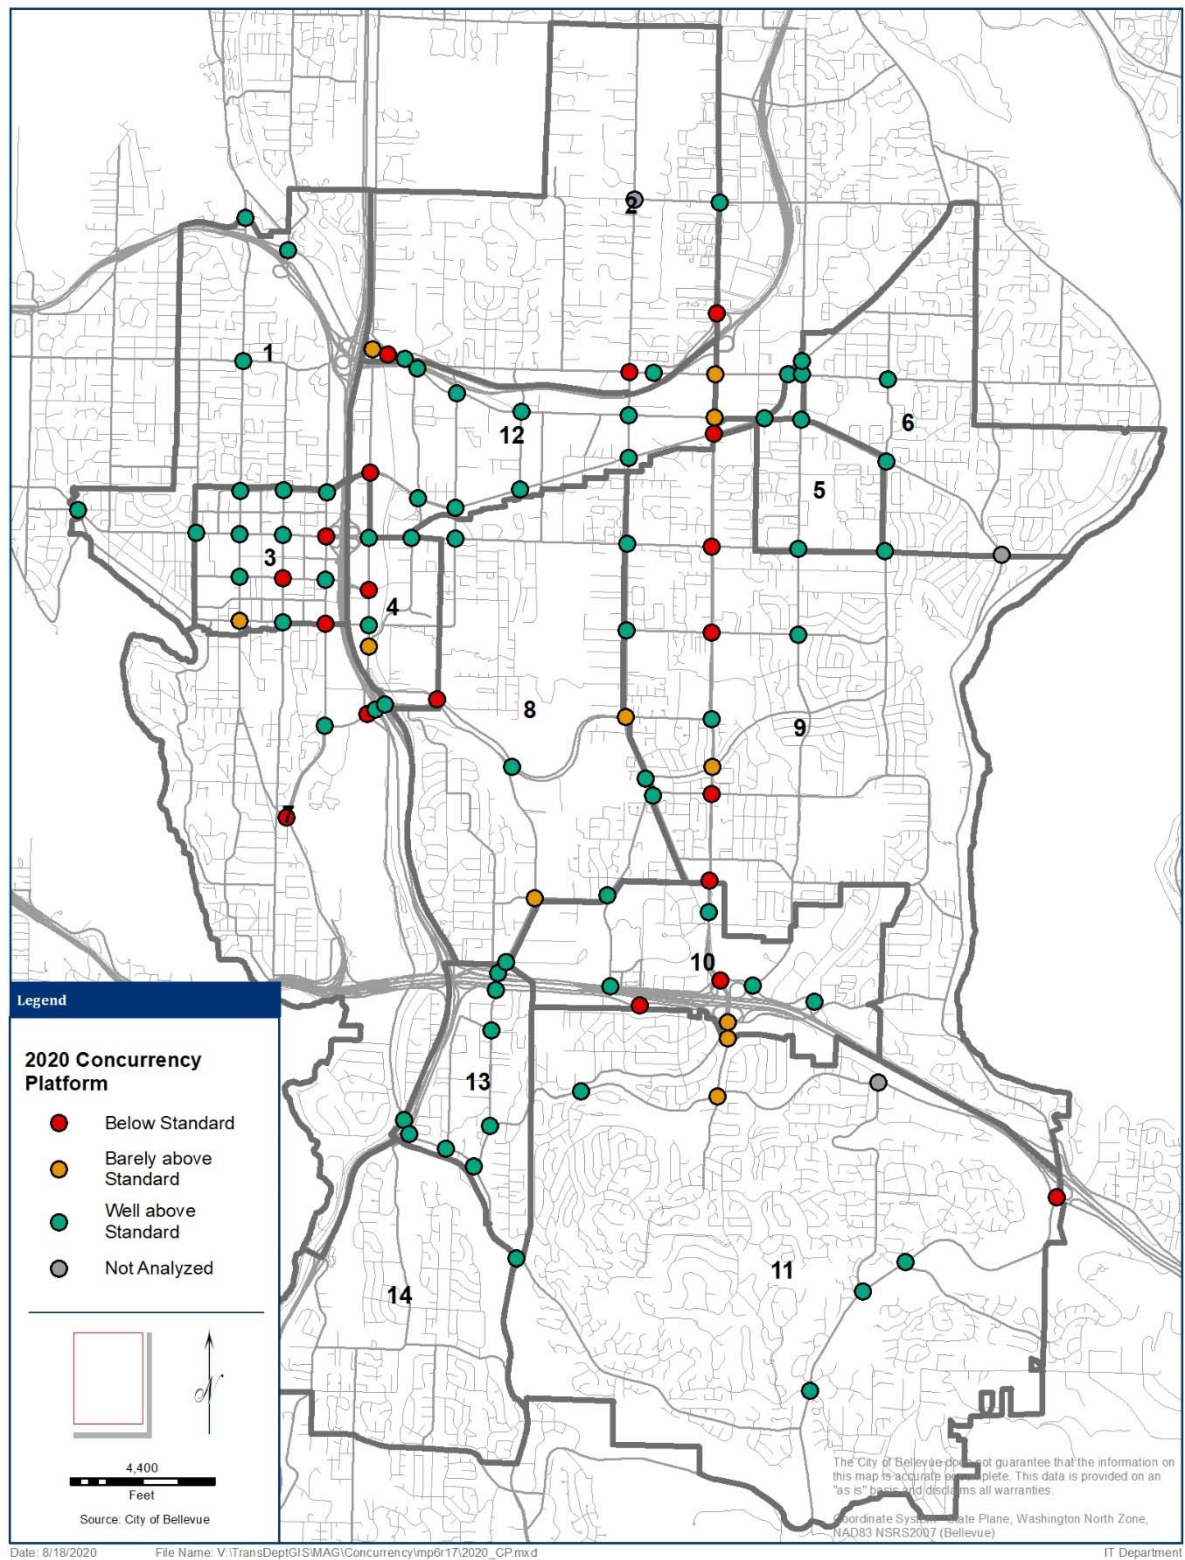 2
1
12
6
5
3
4
8
9
7
10
Legend
2020 Concurrency
Platform
Below Standard
Barely above
Standard
Well above
Standard
Not Analyzed
N
4,400
Feet
Source: City of Bellevue
13
14
11
The City of Bellevue does not guarantee that the information on
this map is accurate or complete. This data is provided on an
"as is" basis and disclaims all warranties.
Coordinate System: State Plane, Washington North Zone,
NAD83 NSRS2007 (Bellevue)
Date: 8/18/2020
File Name: V:\TransDeptGIS\MAG\Concurrency\mp6r17\2020_CP.mxd
IT Department